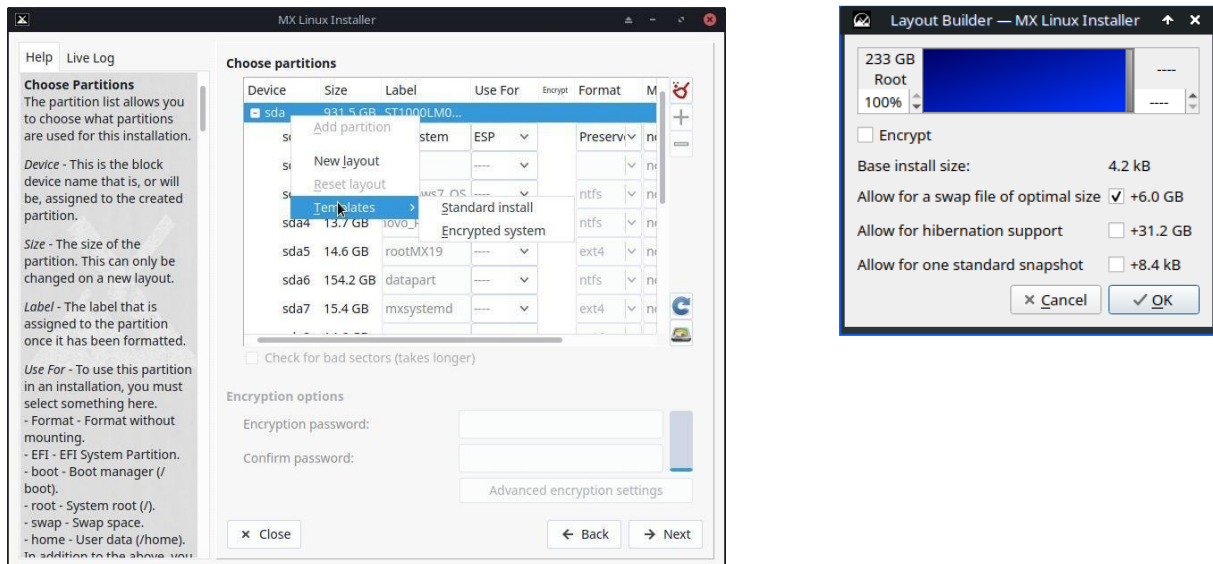 MX Linux Installer
Help Live Log
Choose Partitions
The partition list allows you
to choose what partitions
are used for this installation.
Device - This is the block
device name that is, or will
be, assigned to the created
partition.
Size - The size of the
partition. This can only be
changed on a new layout.
Label - The label that is
assigned to the partition
once it has been formatted.
Use For - To use this partition
in an installation, you must
select something here.
- Format - Format without
mounting.
- EFI - EFI System Partition.
- boot - Boot manager (/
boot).
- root - System root (/).
- swap - Swap space.
- home - User data (/home).
In addition to the above, you
Choose partitions
Device Size Label Use For Encrypt Format M
sda 931.5 GB ST1000LM0...
Add partition
stem ESP Preserv
New layout
----
Reset layout
ws7_OS ---- ntfs
Templates
Standard install
Encrypted system
sda4 13.7 GB ntfs
sda5 14.6 GB rootMX19 ---- ext4
sda6 154.2 GB datapart ---- ntfs
sda7 15.4 GB mxsystemd ---- ext4
Check for bad sectors (takes longer)
Encryption options
Encryption password:
Confirm password:
Advanced encryption settings
Close Back Next
Layout Builder — MX Linux Installer
233 GB
Root
100%
----
----
Encrypt
Base install size: 4.2 kB
Allow for a swap file of optimal size +6.0 GB
Allow for hibernation support +31.2 GB
Allow for one standard snapshot +8.4 kB
Cancel OK